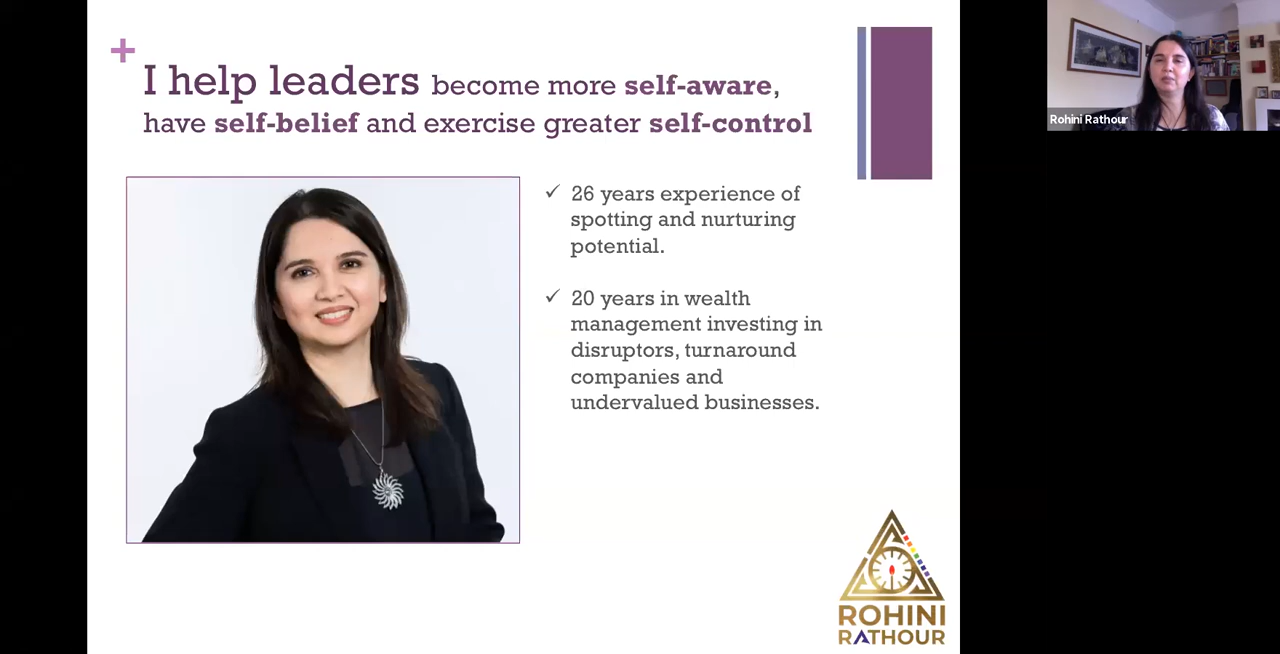 I help leaders become more self-aware,
have self-belief and exercise greater self-control
✓ 26 years experience of
spotting and nurturing
potential.
✓ 20 years in wealth
management investing in
disruptors, turnaround
companies and
undervalued businesses.
ROHINI
RATHOUR
Rohini Rathour